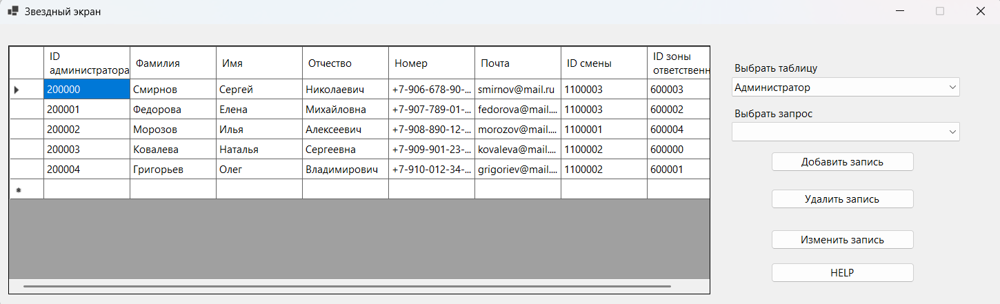 Звездный экран
ID администратора Фамилия Имя Отчество Номер Почта ID смены ID зоны ответственн
200000 Смирнов Сергей Николаевич +7-906-678-90-... smirnov@mail.ru 1100003 600003
200001 Федорова Елена Михайловна +7-907-789-01-... fedorova@mail.... 1100003 600002
200002 Морозов Илья Алексеевич +7-908-890-12-... morozov@mail.... 1100001 600004
200003 Ковалева Наталья Сергеевна +7-909-901-23-... kovaleva@mail.... 1100002 600000
200004 Григорьев Олег Владимирович +7-910-012-34-... grigoriev@mail.... 1100002 600001
Выбрать таблицу
Администратор
Выбрать запрос
Добавить запись
Удалить запись
Изменить запись
HELP